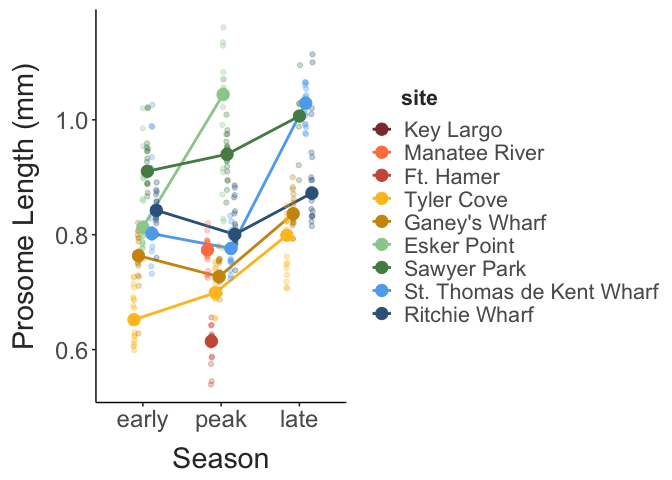 Prosome Length (mm)
1.0
0.8
0.6
early peak late
Season
site
Key Largo
Manatee River
Ft. Hamer
Tyler Cove
Ganey's Wharf
Esker Point
Sawyer Park
St. Thomas de Kent Wharf
Ritchie Wharf